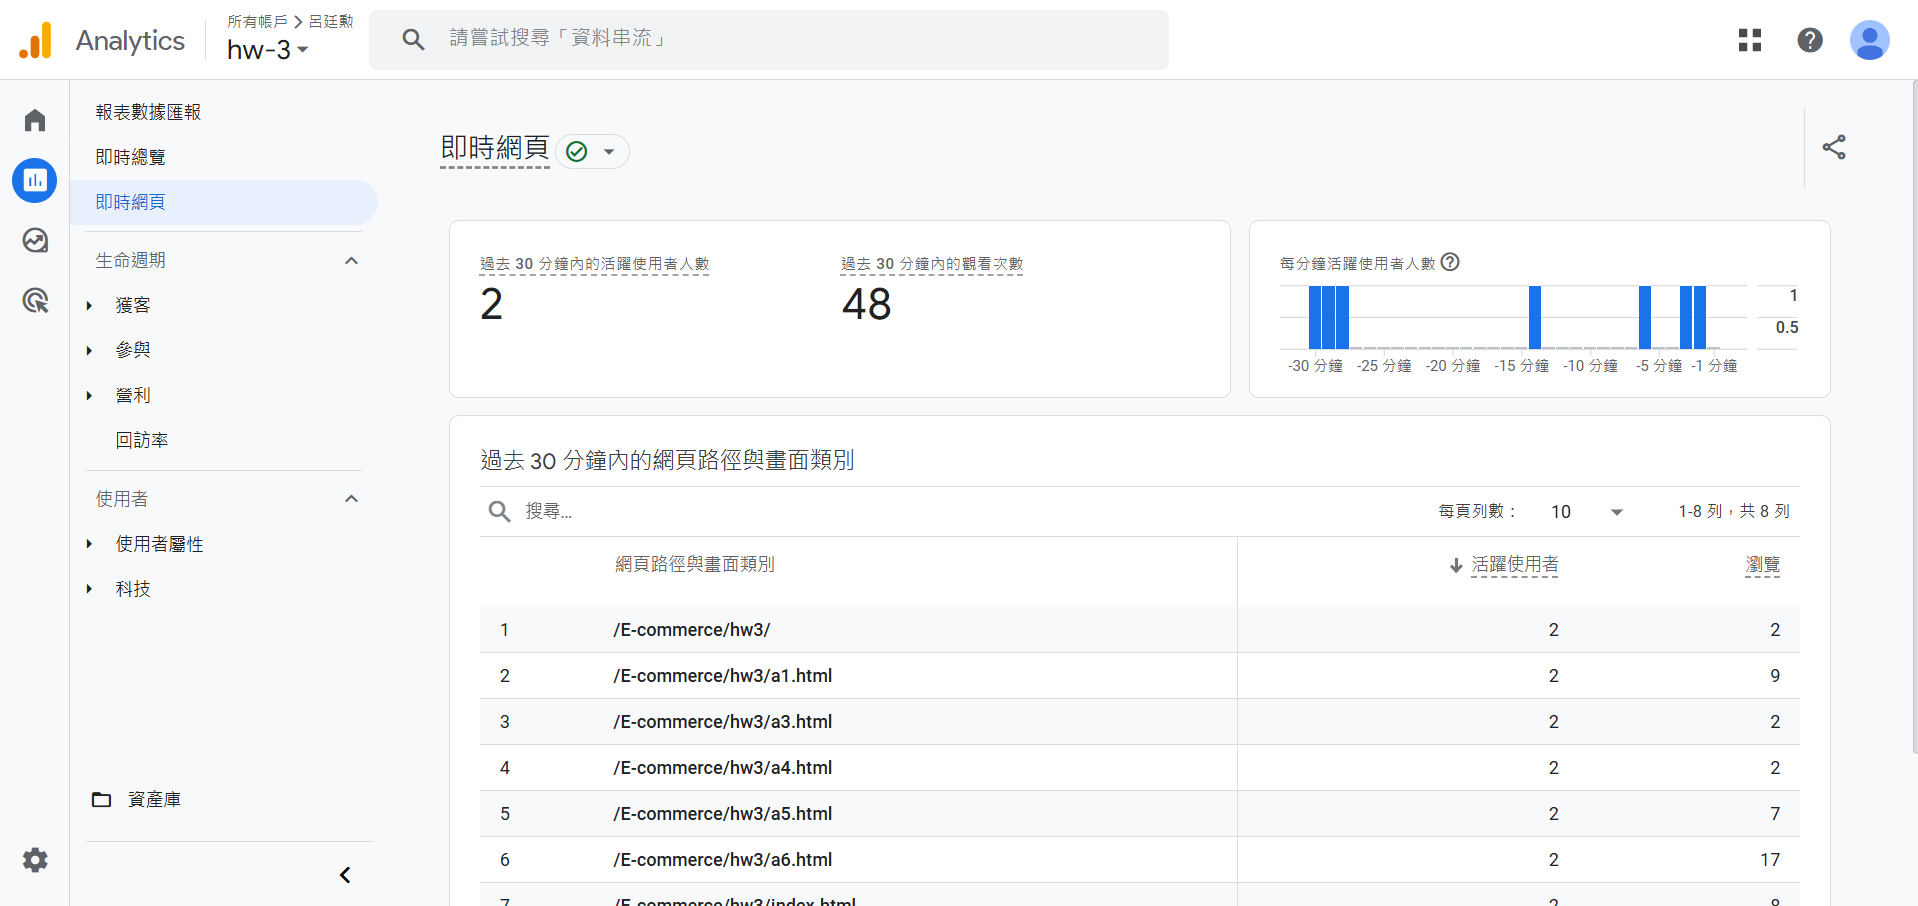 Analytics
所有帳戶 > 呂廷勳
hw-3
請嘗試搜尋「資料串流」
報表數據匯報
即時總覽
即時網頁
生命週期
獲客
參與
營利
回訪率
使用者
使用者屬性
科技
資產庫
即時網頁
過去 30 分鐘內的活躍使用者人數
2
過去 30 分鐘內的觀看次數
48
每分鐘活躍使用者人數
1
0.5
-30 分鐘 -25 分鐘 -20 分鐘 -15 分鐘 -10 分鐘 -5 分鐘 -1 分鐘
過去 30 分鐘內的網頁路徑與畫面類別
搜尋... 每頁列數： 10 1-8 列，共 8 列
網頁路徑與畫面類別 活躍使用者 瀏覽
1 /E-commerce/hw3/ 2 2
2 /E-commerce/hw3/a1.html 2 9
3 /E-commerce/hw3/a3.html 2 2
4 /E-commerce/hw3/a4.html 2 2
5 /E-commerce/hw3/a5.html 2 7
6 /E-commerce/hw3/a6.html 2 17
7 /E-commerce/hw3/index.html 2 8